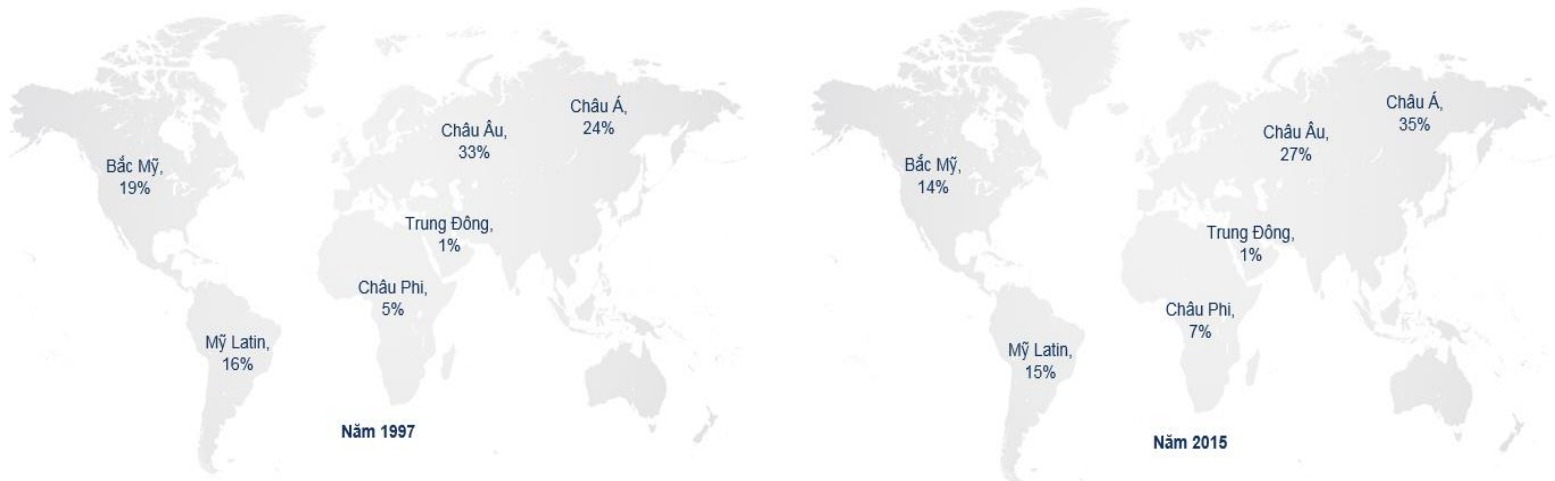 Châu Á,
24%
Châu Âu,
33%
Bắc Mỹ,
19%
Trung Đông,
1%
Châu Phi,
5%
Mỹ Latin,
16%
Năm 1997
Châu Á,
35%
Châu Âu,
27%
Bắc Mỹ,
14%
Trung Đông,
1%
Châu Phi,
7%
Mỹ Latin,
15%
Năm 2015